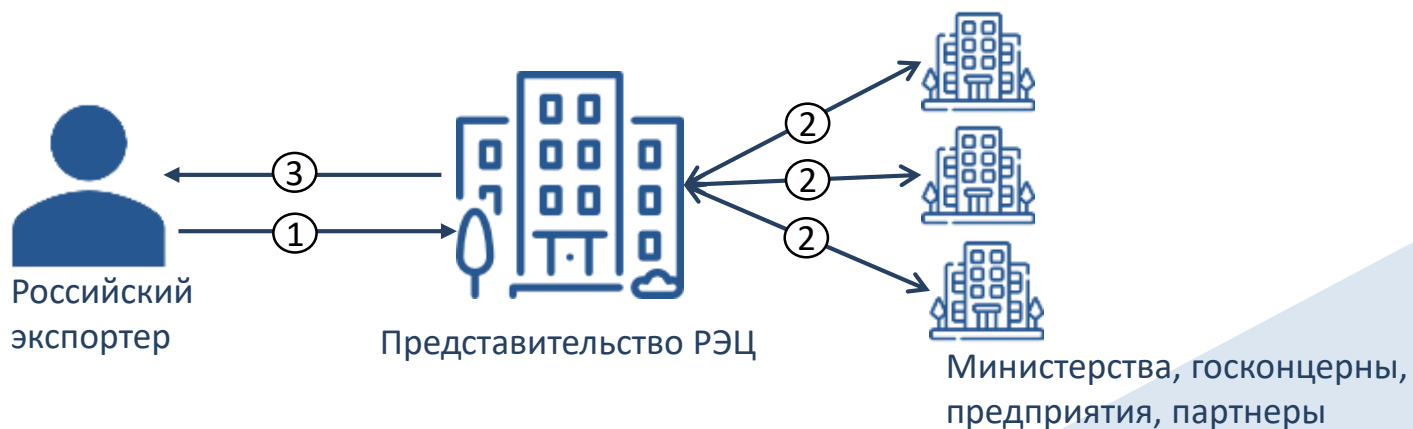 2
3
2
1
2
Российский
экспортер
Представительство РЭЦ
Министерства, госконцерны,
предприятия, партнеры